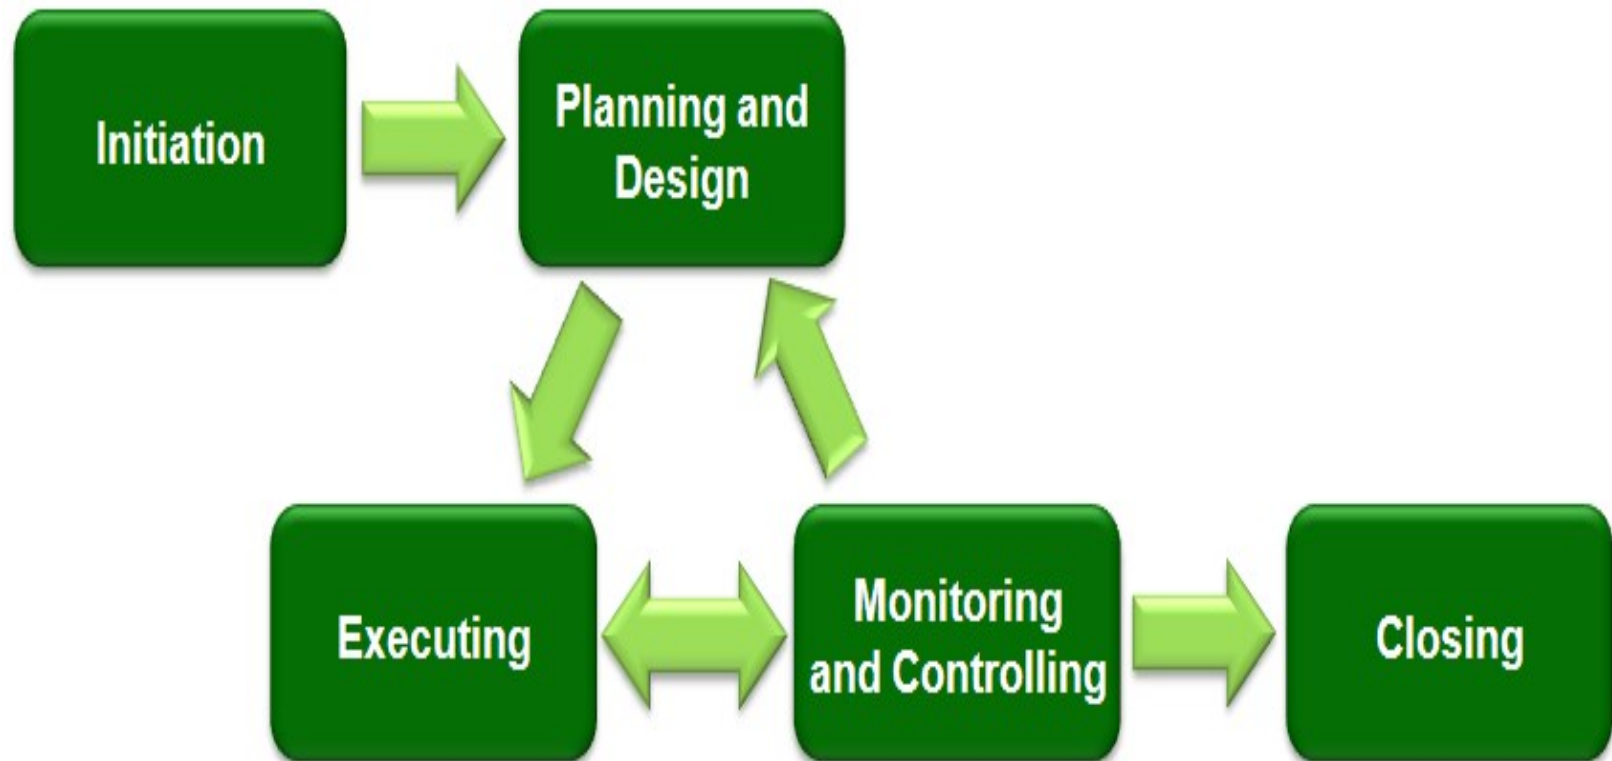 Initiation
Planning and
Design
Executing
Monitoring
and Controlling
Closing